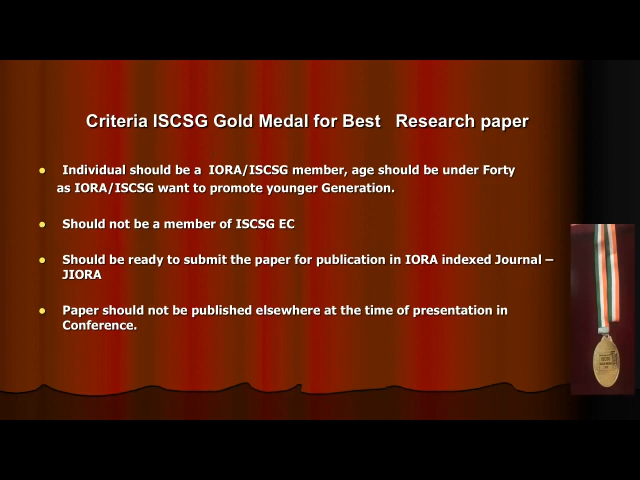 Criteria ISCSG Gold Medal for Best Research paper
Individual should be a IORA/ISCSG member, age should be under Forty
as IORA/ISCSG want to promote younger Generation.
Should not be a member of ISCSG EC
Should be ready to submit the paper for publication in IORA indexed Journal –
JIORA
Paper should not be published elsewhere at the time of presentation in
Conference.